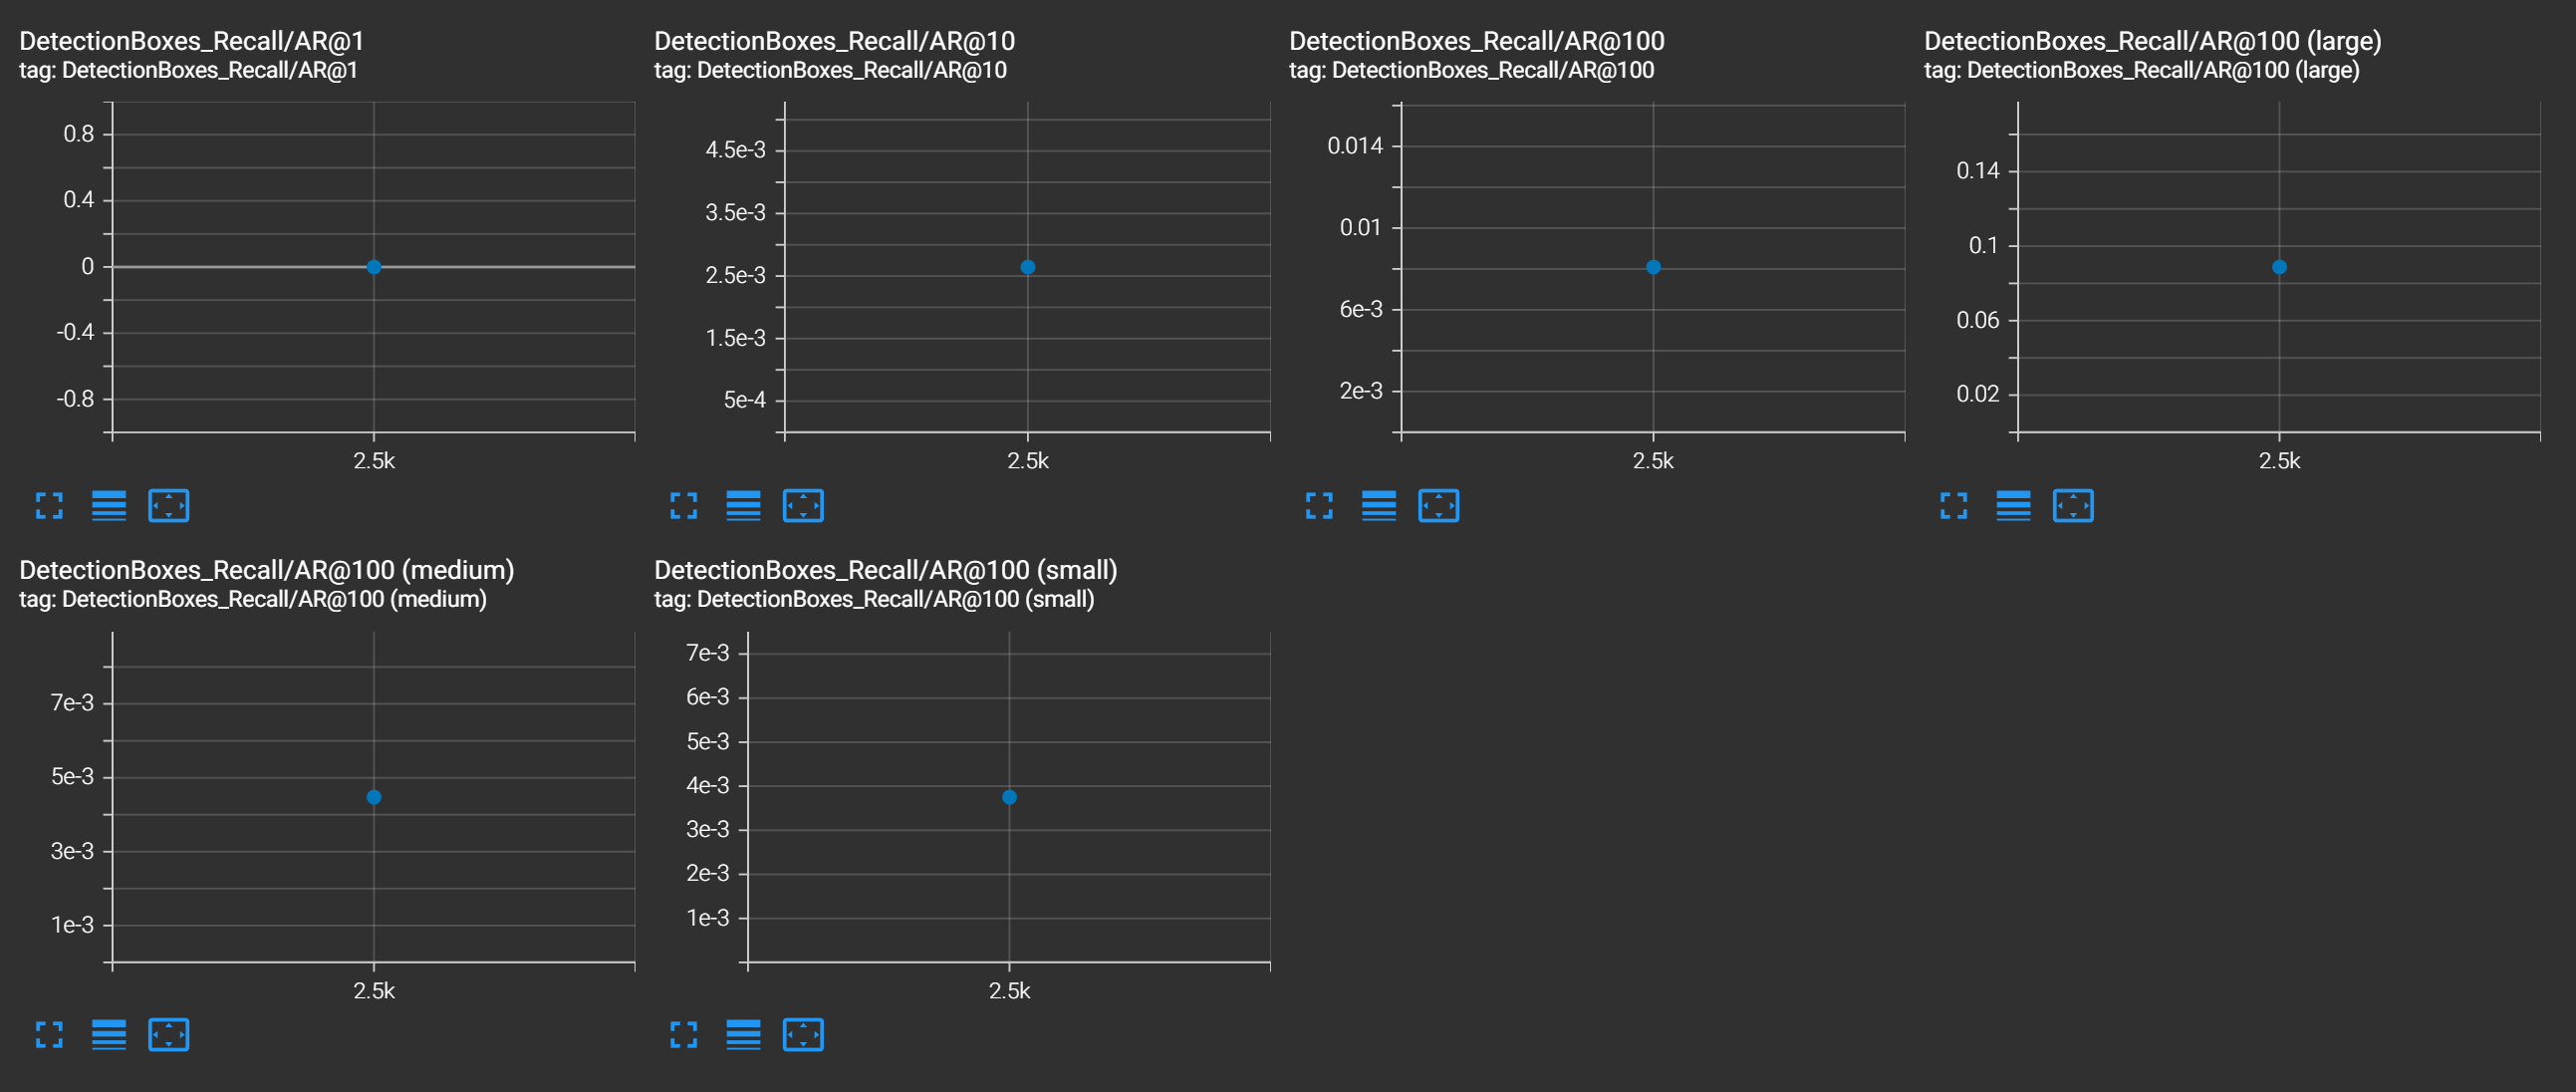 DetectionBoxes_Recall/AR@1
tag: DetectionBoxes_Recall/AR@1
0.8
0.4
0
-0.4
-0.8
2.5k
DetectionBoxes_Recall/AR@10
tag: DetectionBoxes_Recall/AR@10
4.5e-3
3.5e-3
2.5e-3
1.5e-3
5e-4
2.5k
DetectionBoxes_Recall/AR@100
tag: DetectionBoxes_Recall/AR@100
0.014
0.01
6e-3
2e-3
2.5k
DetectionBoxes_Recall/AR@100 (large)
tag: DetectionBoxes_Recall/AR@100 (large)
0.14
0.1
0.06
0.02
2.5k
DetectionBoxes_Recall/AR@100 (medium)
tag: DetectionBoxes_Recall/AR@100 (medium)
7e-3
5e-3
3e-3
1e-3
2.5k
DetectionBoxes_Recall/AR@100 (small)
tag: DetectionBoxes_Recall/AR@100 (small)
7e-3
6e-3
5e-3
4e-3
3e-3
2e-3
1e-3
2.5k